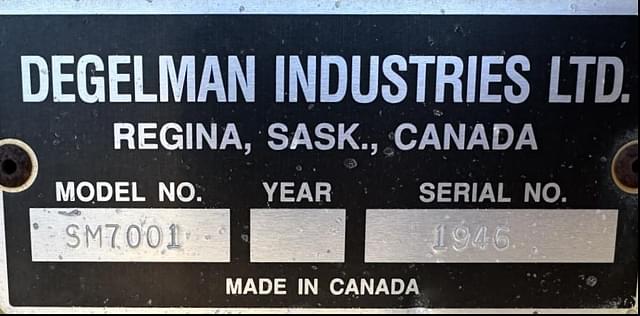 DEGELMAN INDUSTRIES LTD.
REGINA, SASK., CANADA
MODEL NO. YEAR SERIAL NO.
SM7001 1946
MADE IN CANADA